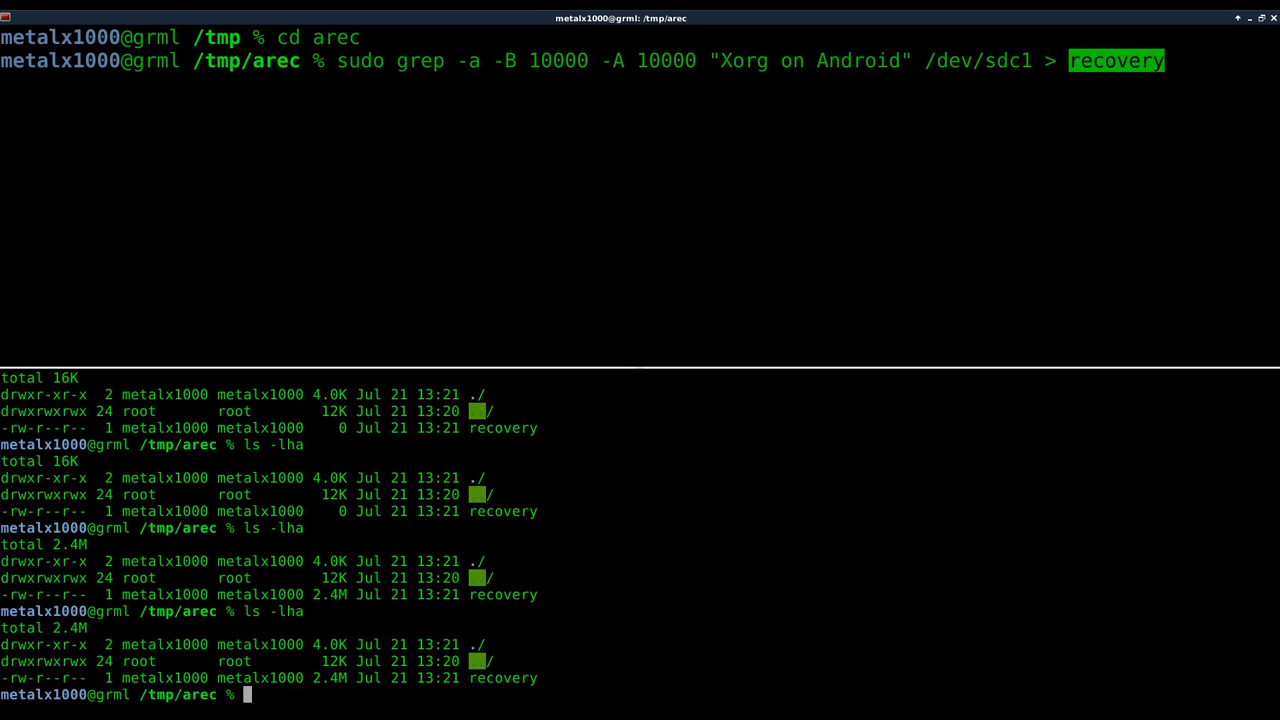 metalx1000@grml: /tmp/arec
metalx1000@grml /tmp % cd arec
metalx1000@grml /tmp/arec % sudo grep -a -B 10000 -A 10000 "Xorg on Android" /dev/sdc1 > recovery
total 16K
drwxr-xr-x  2 metalx1000 metalx1000 4.0K Jul 21 13:21 ./
drwxrwxrwx 24 root       root        12K Jul 21 13:20 ../
-rw-r--r--  1 metalx1000 metalx1000    0 Jul 21 13:21 recovery
metalx1000@grml /tmp/arec % ls -lha
total 16K
drwxr-xr-x  2 metalx1000 metalx1000 4.0K Jul 21 13:21 ./
drwxrwxrwx 24 root       root        12K Jul 21 13:20 ../
-rw-r--r--  1 metalx1000 metalx1000    0 Jul 21 13:21 recovery
metalx1000@grml /tmp/arec % ls -lha
total 2.4M
drwxr-xr-x  2 metalx1000 metalx1000 4.0K Jul 21 13:21 ./
drwxrwxrwx 24 root       root        12K Jul 21 13:20 ../
-rw-r--r--  1 metalx1000 metalx1000 2.4M Jul 21 13:21 recovery
metalx1000@grml /tmp/arec % ls -lha
total 2.4M
drwxr-xr-x  2 metalx1000 metalx1000 4.0K Jul 21 13:21 ./
drwxrwxrwx 24 root       root        12K Jul 21 13:20 ../
-rw-r--r--  1 metalx1000 metalx1000 2.4M Jul 21 13:21 recovery
metalx1000@grml /tmp/arec %